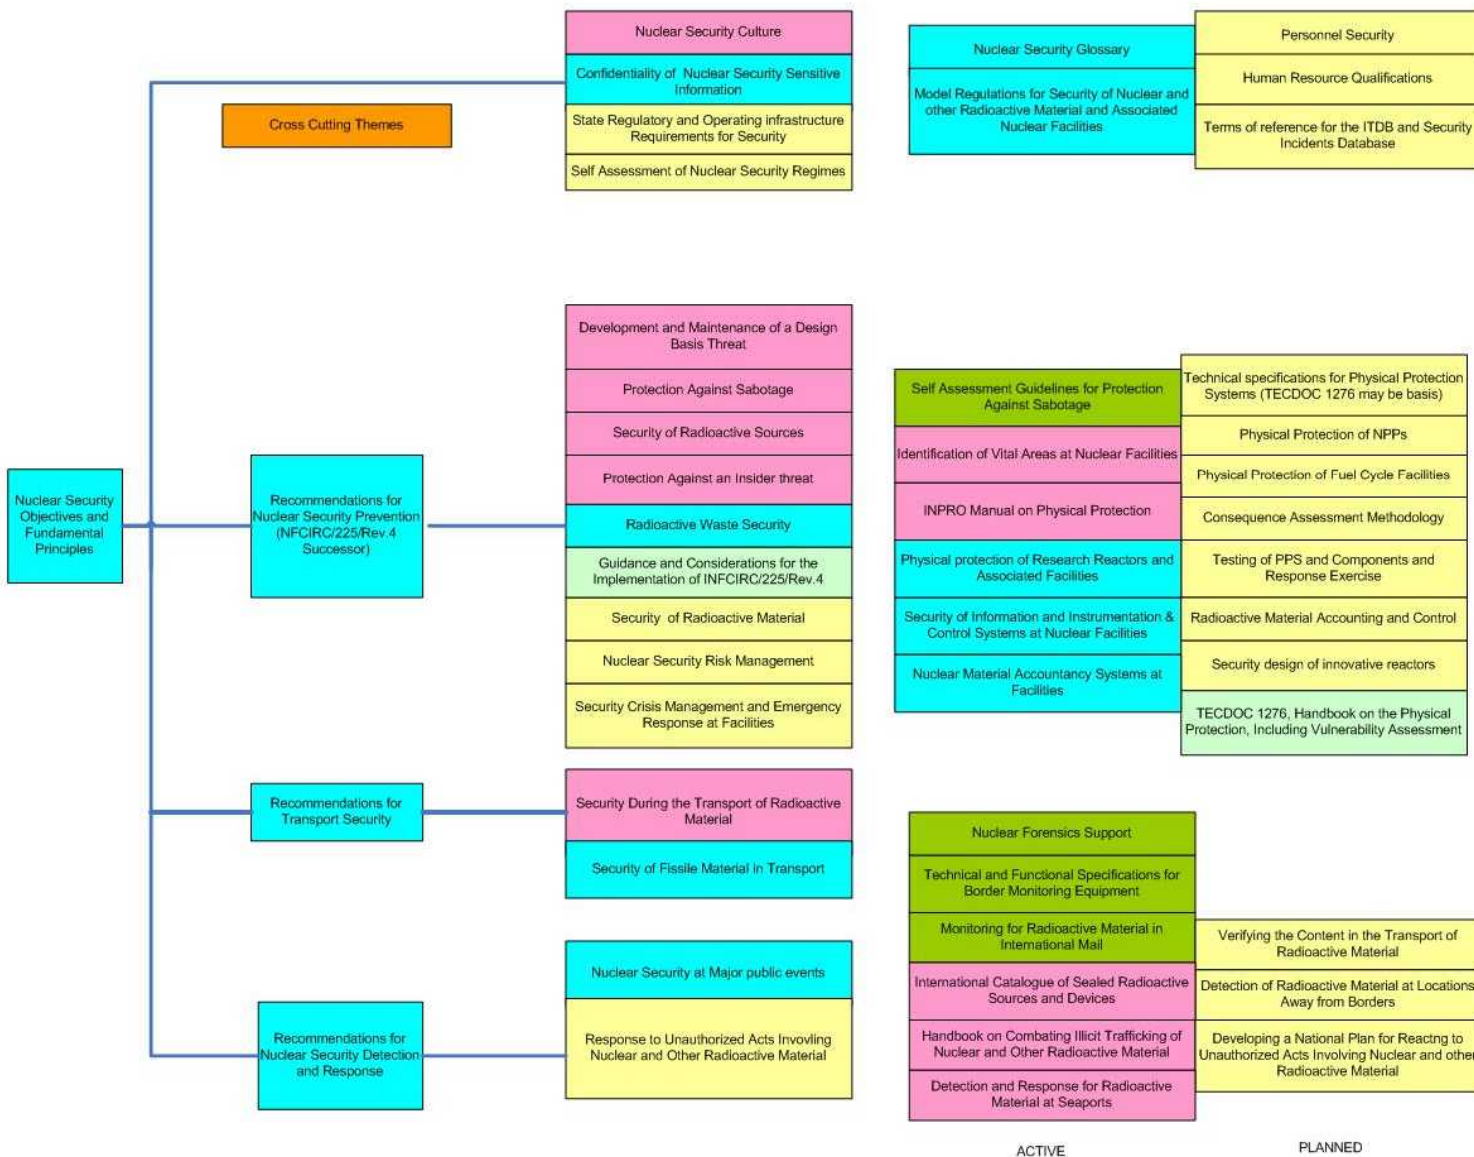 Nuclear Security Culture
Confidentiality of Nuclear Security Sensitive
Information
State Regulatory and Operating infrastructure
Requirements for Security
Self Assessment of Nuclear Security Regimes
Nuclear Security Glossary
Model Regulations for Security of Nuclear and
other Radioactive Material and Associated
Nuclear Facilities
Personnel Security
Human Resource Qualifications
Terms of reference for the ITDB and Security
Incidents Database
Cross Cutting Themes
Nuclear Security
Objectives and
Fundamental
Principles
Recommendations for
Nuclear Security Prevention
(NFCIRC/225/Rev.4
Successor)
Development and Maintenance of a Design
Basis Threat
Protection Against Sabotage
Security of Radioactive Sources
Protection Against an Insider threat
Radioactive Waste Security
Guidance and Considerations for the
Implementation of INFCIRC/225/Rev.4
Security of Radioactive Material
Nuclear Security Risk Management
Security Crisis Management and Emergency
Response at Facilities
Self Assessment Guidelines for Protection
Against Sabotage
Identification of Vital Areas at Nuclear Facilities
INPRO Manual on Physical Protection
Physical protection of Research Reactors and
Associated Facilities
Security of Information and Instrumentation &
Control Systems at Nuclear Facilities
Nuclear Material Accountancy Systems at
Facilities
Technical specifications for Physical Protection
Systems (TECDOC 1276 may be basis)
Physical Protection of NPPs
Physical Protection of Fuel Cycle Facilities
Consequence Assessment Methodology
Testing of PPS and Components and
Response Exercise
Radioactive Material Accounting and Control
Security design of innovative reactors
TECDOC 1276, Handbook on the Physical
Protection, Including Vulnerability Assessment
Recommendations for
Transport Security
Security During the Transport of Radioactive
Material
Security of Fissile Material in Transport
Recommendations for
Nuclear Security Detection
and Response
Nuclear Security at Major public events
Response to Unauthorized Acts Invovling
Nuclear and Other Radioactive Material
Nuclear Forensics Support
Technical and Functional Specifications for
Border Monitoring Equipment
Monitoring for Radioactive Material in
International Mail
International Catalogue of Sealed Radioactive
Sources and Devices
Handbook on Combating Illicit Trafficking of
Nuclear and Other Radioactive Material
Detection and Response for Radioactive
Material at Seaports
Verifying the Content in the Transport of
Radioactive Material
Detection of Radioactive Material at Locations
Away from Borders
Developing a National Plan for Reactng to
Unauthorized Acts Involving Nuclear and other
Radioactive Material
ACTIVE
PLANNED